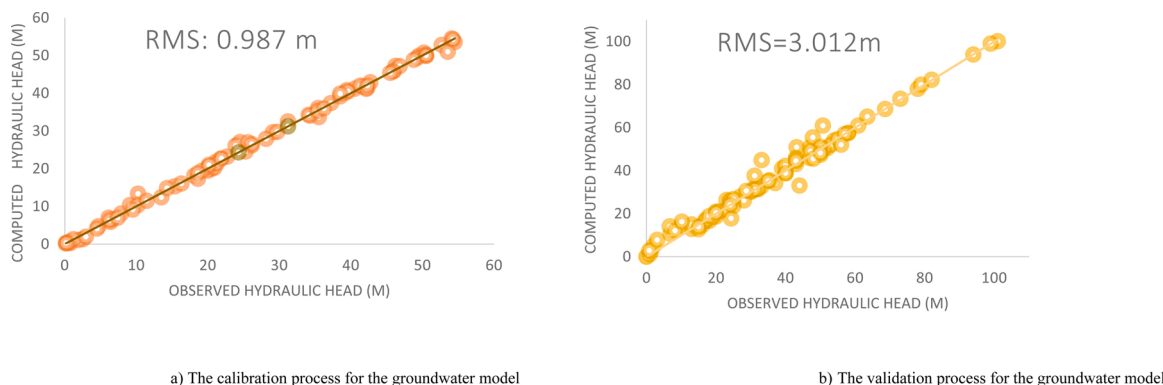 RMS: 0.987 m
COMPUTED HYDRAULIC HEAD (M)
60
50
40
30
20
10
0
0 10 20 30 40 50 60
OBSERVED HYDRAULIC HEAD (M)
a) The calibration process for the groundwater model
RMS=3.012m
COMPUTED HYDRAULIC HEAD (M)
100
80
60
40
20
0
0 20 40 60 80 100
OBSERVED HYDRAULIC HEAD (M)
b) The validation process for the groundwater model